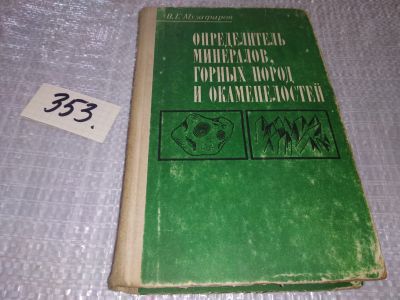 В.Г. Музафаров
ОПРЕДЕЛИТЕЛЬ
МИНЕРАЛОВ,
ГОРНЫХ ПОРОД
И ОКАМЕНЕЛОСТЕЙ
353.